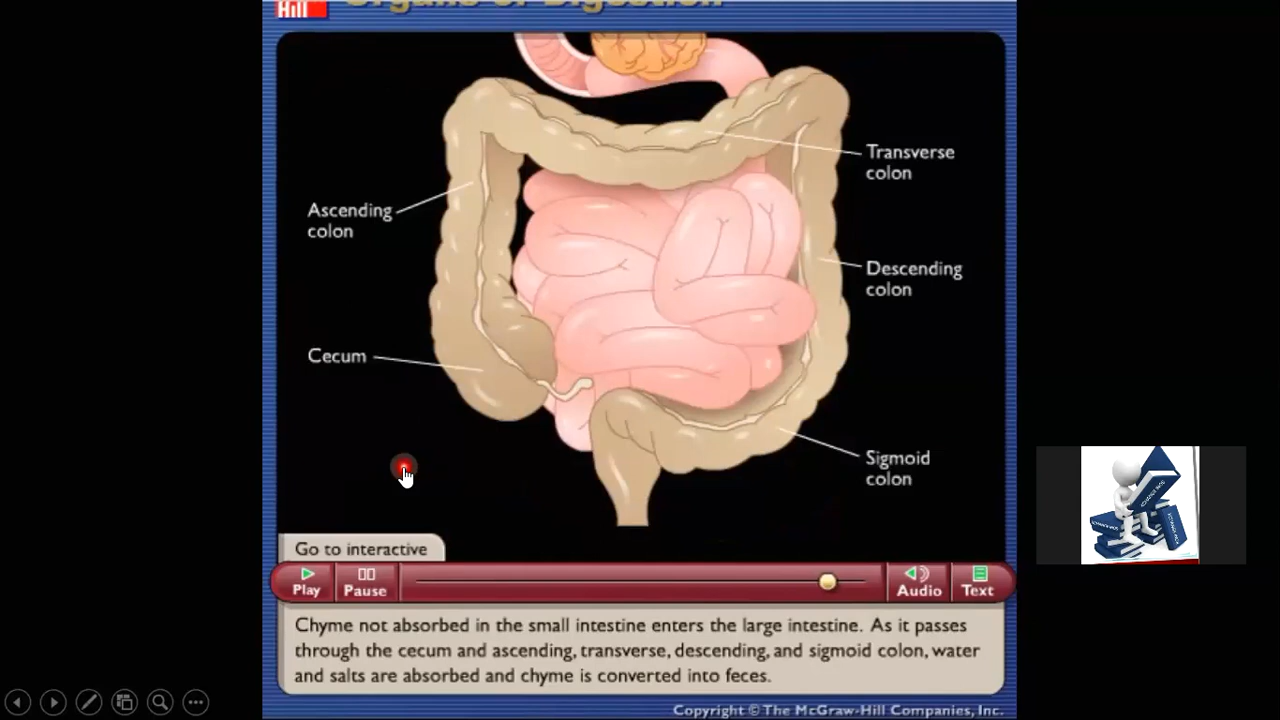 Hill
Organs of Digestion
Transverse
colon
Ascending
colon
Descending
colon
Cecum
Sigmoid
colon
Go to interactive
Play
Pause
Audio
Text
Chyme not absorbed in the small intestine enters the large intestine. As it passes
through the cecum and ascending, transverse, descending, and sigmoid colon, water
and salts are absorbed and chyme is converted into feces.
Copyright © The McGraw-Hill Companies, Inc.